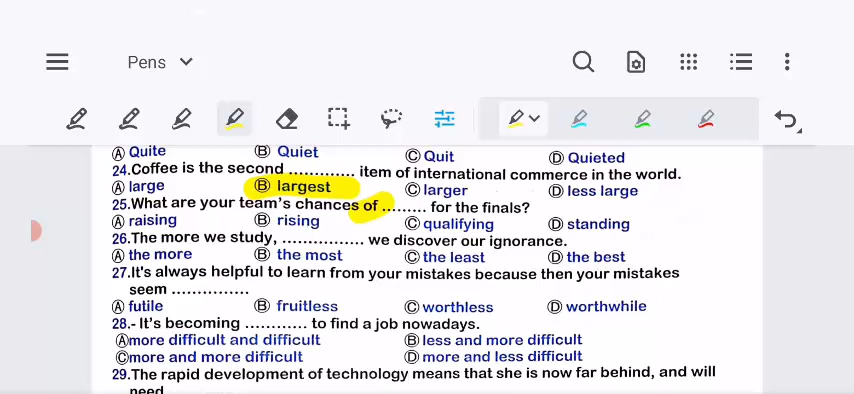 Pens
Ⓐ Quite Ⓑ Quiet Ⓒ Quit Ⓓ Quieted
24.Coffee is the second ............. item of international commerce in the world.
Ⓐ large Ⓑ largest Ⓒ larger Ⓓ less large
25.What are your team's chances of ......... for the finals?
Ⓐ raising Ⓑ rising Ⓒ qualifying Ⓓ standing
26.The more we study, ................ we discover our ignorance.
Ⓐ the more Ⓑ the most Ⓒ the least Ⓓ the best
27.It's always helpful to learn from your mistakes because then your mistakes
seem ...............
Ⓐ futile Ⓑ fruitless Ⓒ worthless Ⓓ worthwhile
28.- It's becoming ............ to find a job nowadays.
Ⓐmore difficult and difficult Ⓑ less and more difficult
Ⓒmore and more difficult Ⓓ more and less difficult
29.The rapid development of technology means that she is now far behind, and will
need